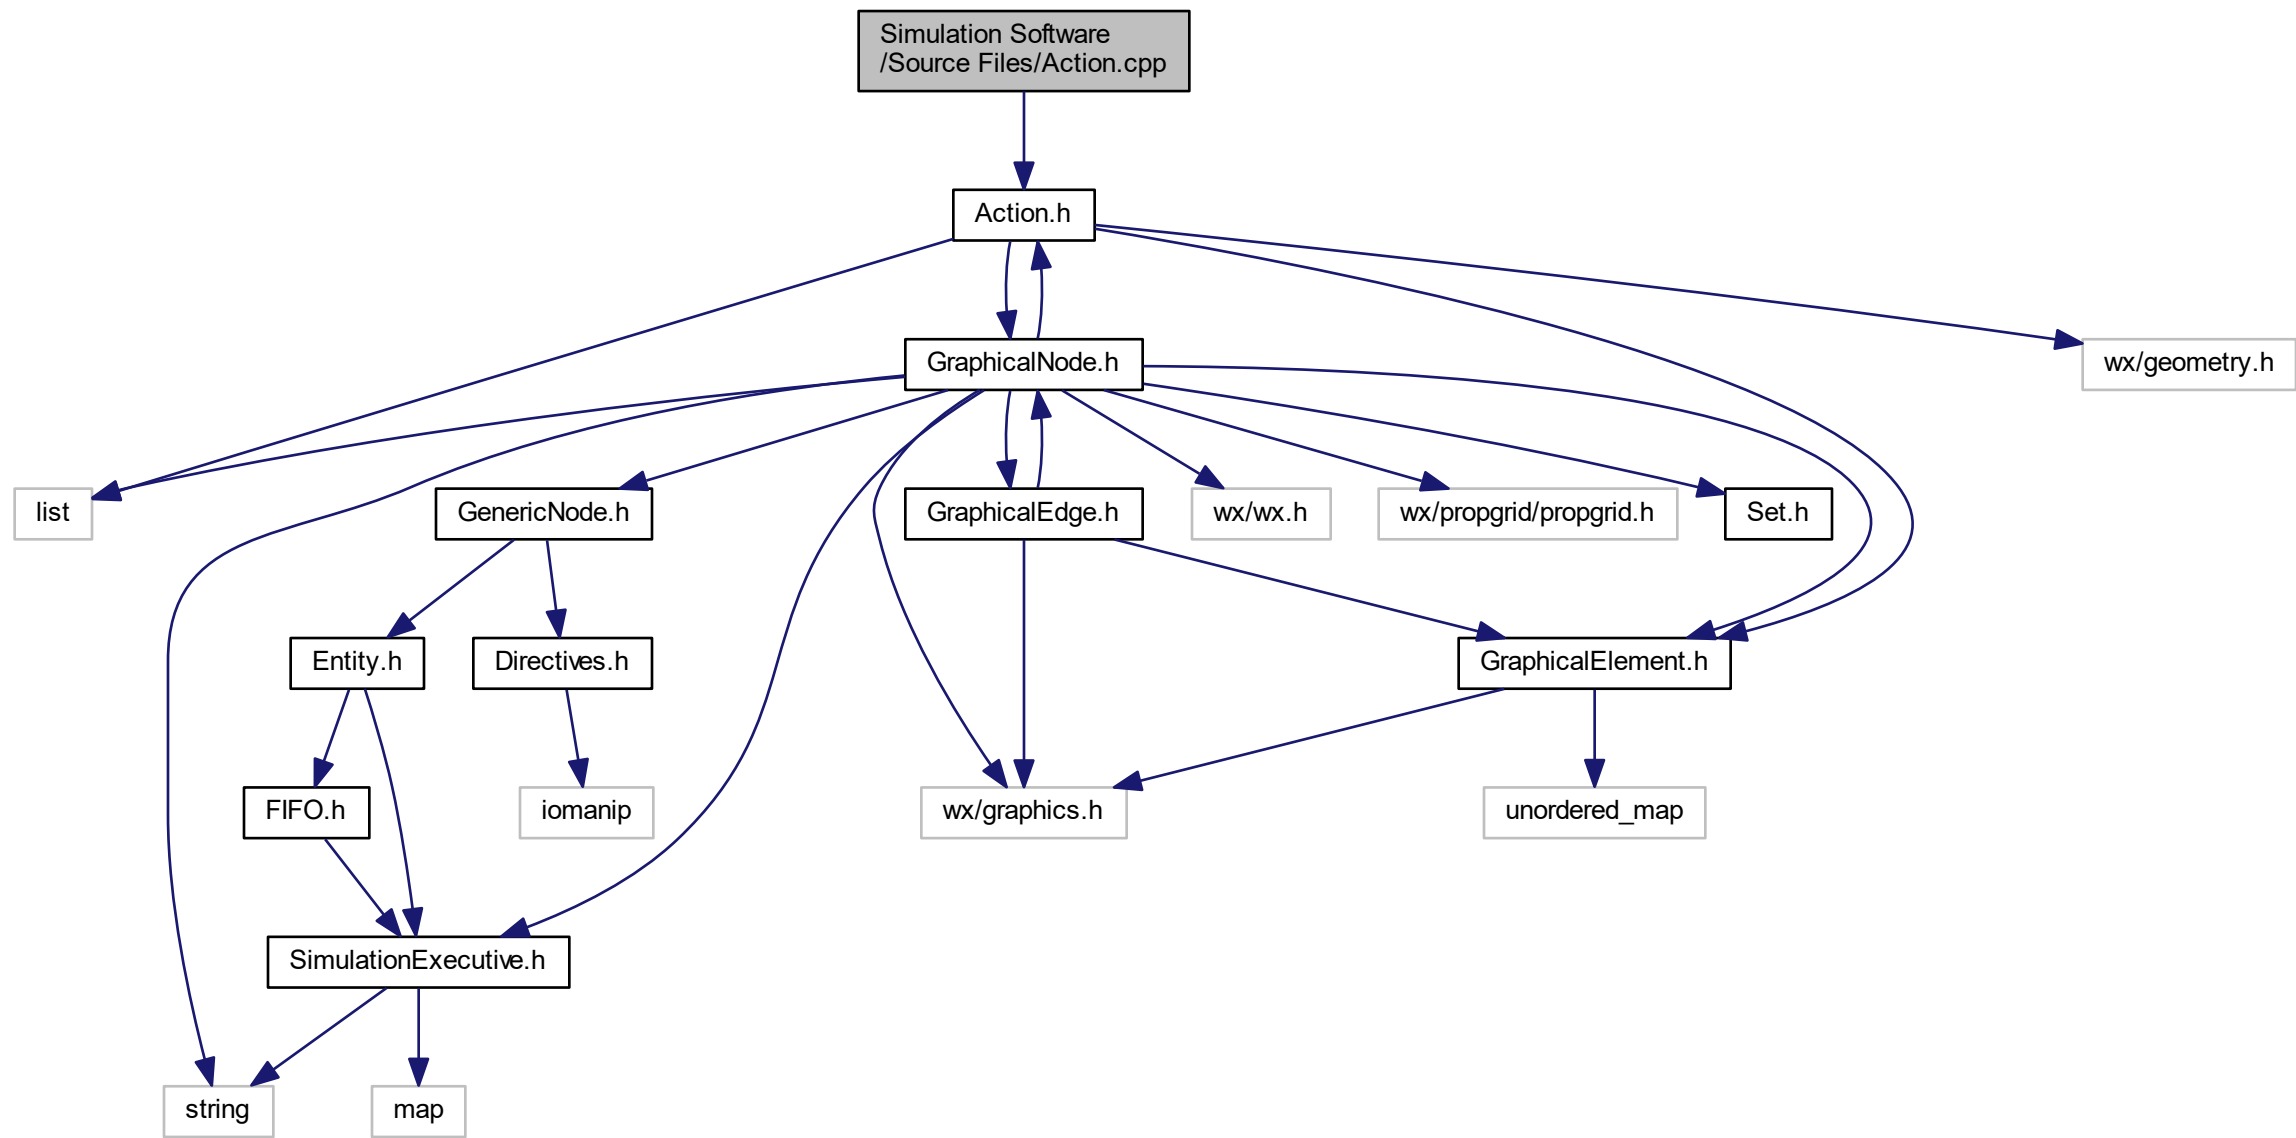 Simulation Software
/Source Files/Action.cpp
Action.h
GraphicalNode.h
wx/geometry.h
list
GenericNode.h
GraphicalEdge.h
wx/wx.h
wx/propgrid/propgrid.h
Set.h
Entity.h
Directives.h
GraphicalElement.h
FIFO.h
iomanip
wx/graphics.h
unordered_map
SimulationExecutive.h
string
map